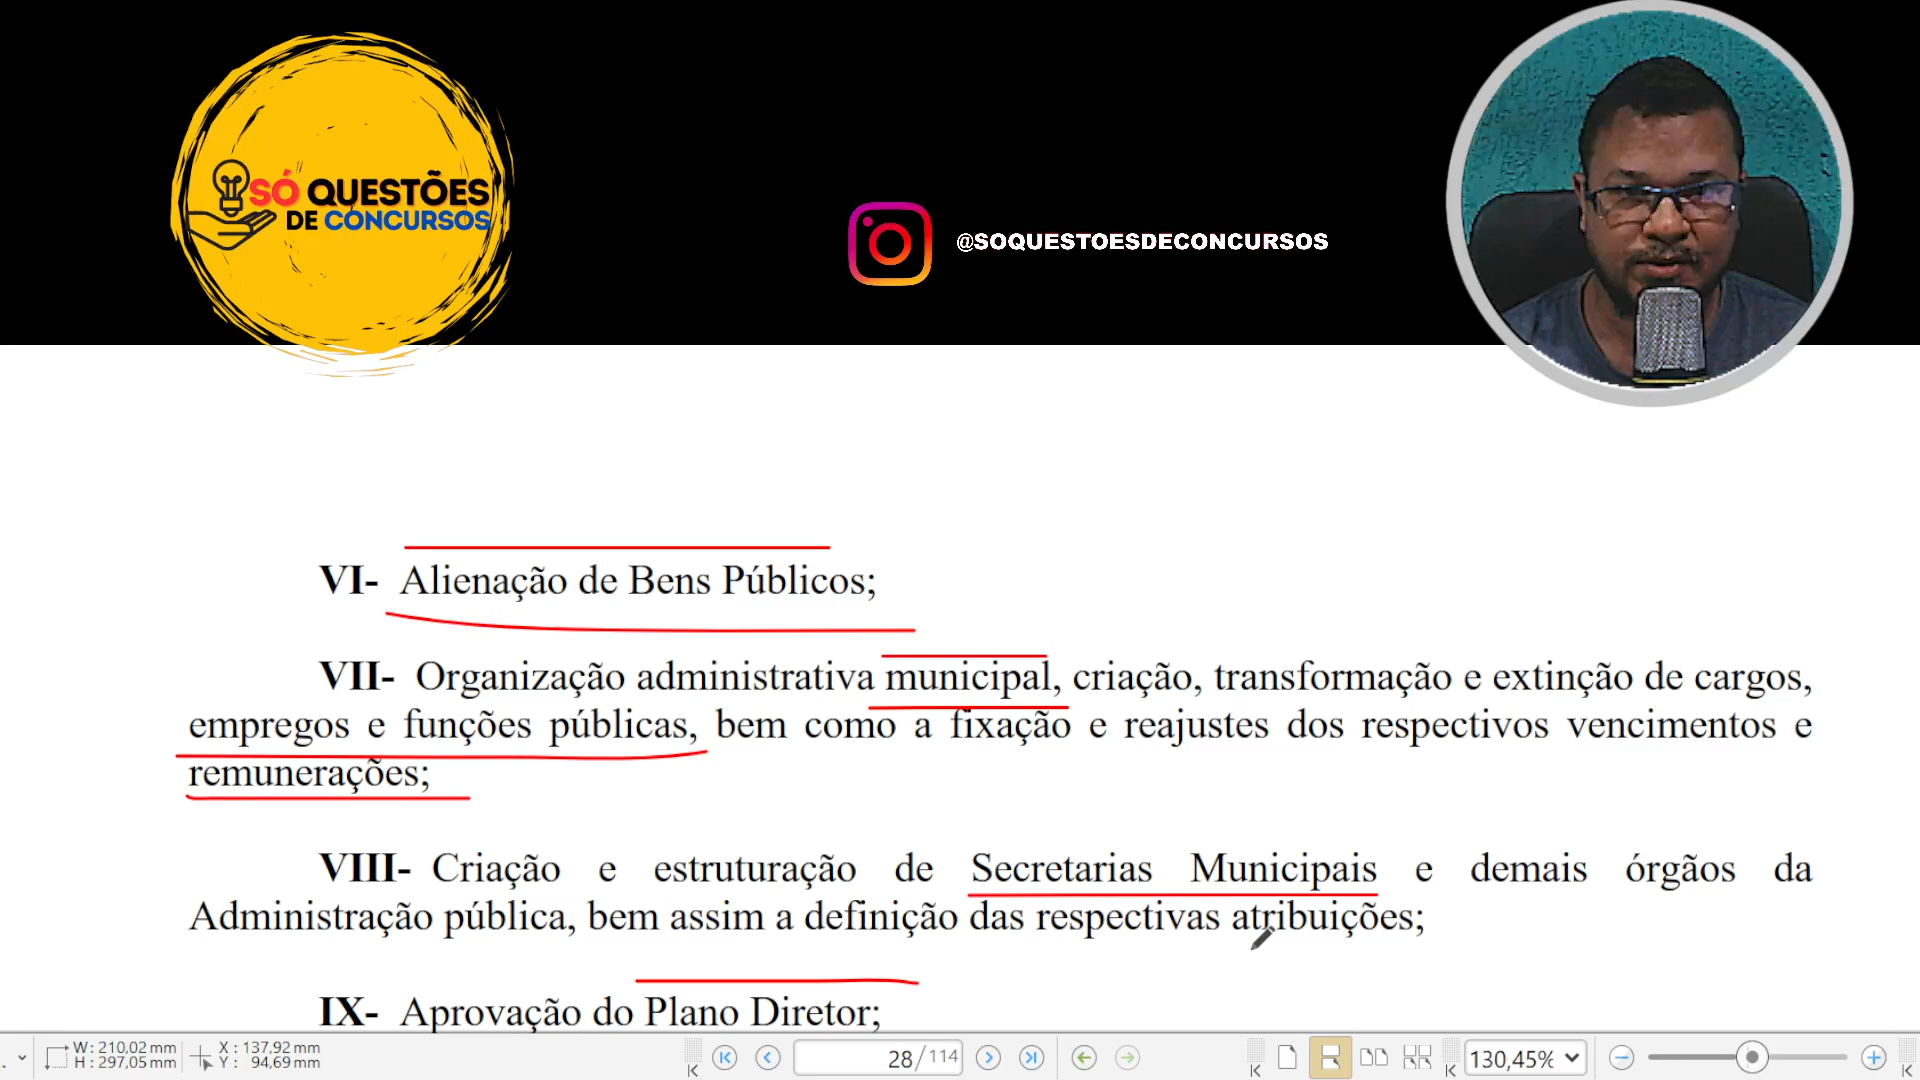 SÓ QUESTÕES
DE CONCURSOS
@SOQUESTOESDECONCURSOS
VI- Alienação de Bens Públicos;
VII- Organização administrativa municipal, criação, transformação e extinção de cargos,
empregos e funções públicas, bem como a fixação e reajustes dos respectivos vencimentos e
remunerações;
VIII- Criação e estruturação de Secretarias Municipais e demais órgãos da
Administração pública, bem assim a definição das respectivas atribuições;
IX- Aprovação do Plano Diretor;
W: 210,02 mm X : 137,92 mm
H : 297,05 mm Y : 94,69 mm
28 / 114
130,45%